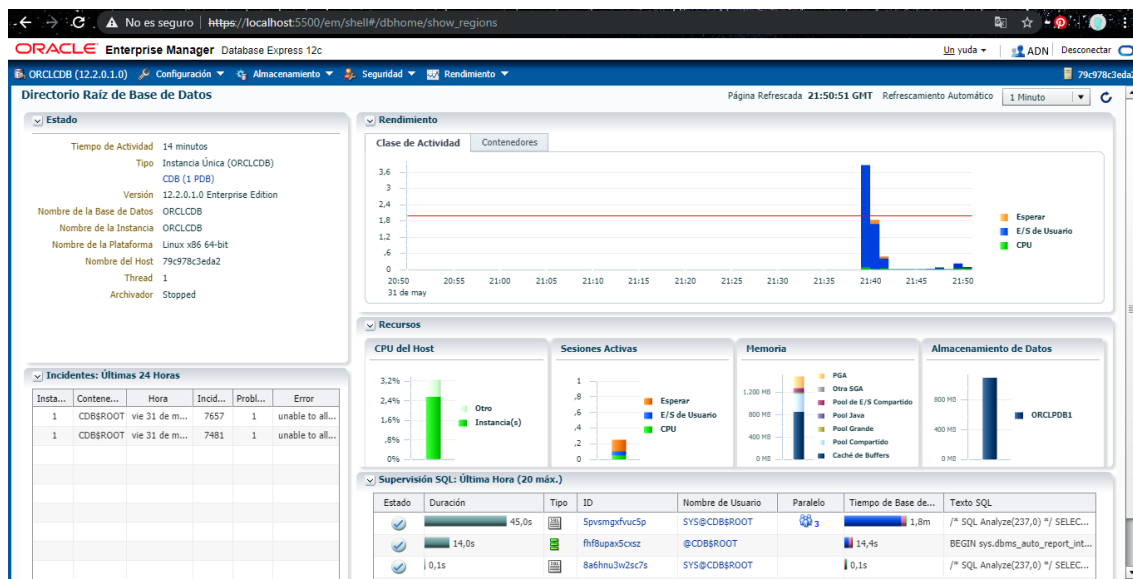 No es seguro | https://localhost:5500/em/shell#/dbhome/show_regions
ORACLE Enterprise Manager Database Express 12c
Un yuda
ADN
Desconectar
ORCLCDB (12.2.0.1.0)
Configuración
Almacenamiento
Seguridad
Rendimiento
79c978c3eda2
Directorio Raíz de Base de Datos
Página Refrescada 21:50:51 GMT
Refrescamiento Automático
1 Minuto
Estado
Tiempo de Actividad 14 minutos
Tipo Instancia Única (ORCLCDB)
CDB (1 PDB)
Versión 12.2.0.1.0 Enterprise Edition
Nombre de la Base de Datos ORCLCDB
Nombre de la Instancia ORCLCDB
Nombre de la Plataforma Linux x86 64-bit
Nombre del Host 79c978c3eda2
Thread 1
Archivador Stopped
Rendimiento
Clase de Actividad
Contenedores
3,6
3
2,4
1,8
1,2
,6
0
20:50 20:55 21:00 21:05 21:10 21:15 21:20 21:25 21:30 21:35 21:40 21:45 21:50
31 de may
Esperar
E/S de Usuario
CPU
Recursos
CPU del Host
3,2%
2,4%
1,6%
,8%
0%
Otro
Instancia(s)
Sesiones Activas
1
,8
,6
,4
,2
0
Esperar
E/S de Usuario
CPU
Memoria
1.200 MB
800 MB
400 MB
0 MB
PGA
Otra SGA
Pool de E/S Compartido
Pool Java
Pool Grande
Pool Compartido
Caché de Buffers
Almacenamiento de Datos
800 MB
400 MB
0 MB
ORCLPDB1
Incidentes: Últimas 24 Horas
Insta... Contene... Hora Incid... Probl... Error
1 CDB$ROOT vie 31 de m... 7657 1 unable to all...
1 CDB$ROOT vie 31 de m... 7481 1 unable to all...
Supervisión SQL: Última Hora (20 máx.)
Estado Duración Tipo ID Nombre de Usuario Paralelo Tiempo de Base de... Texto SQL
45,0s 5pvsmgxfvuc5p SYS@CDB$ROOT 3 1,8m /* SQL Analyze(237,0) */ SELEC...
14,0s fhf8upax5cxsz @CDB$ROOT 14,4s BEGIN sys.dbms_auto_report_int...
0,1s 8a6hnu3w2sc7s SYS@CDB$ROOT 0,1s /* SQL Analyze(237,0) */ SELEC...